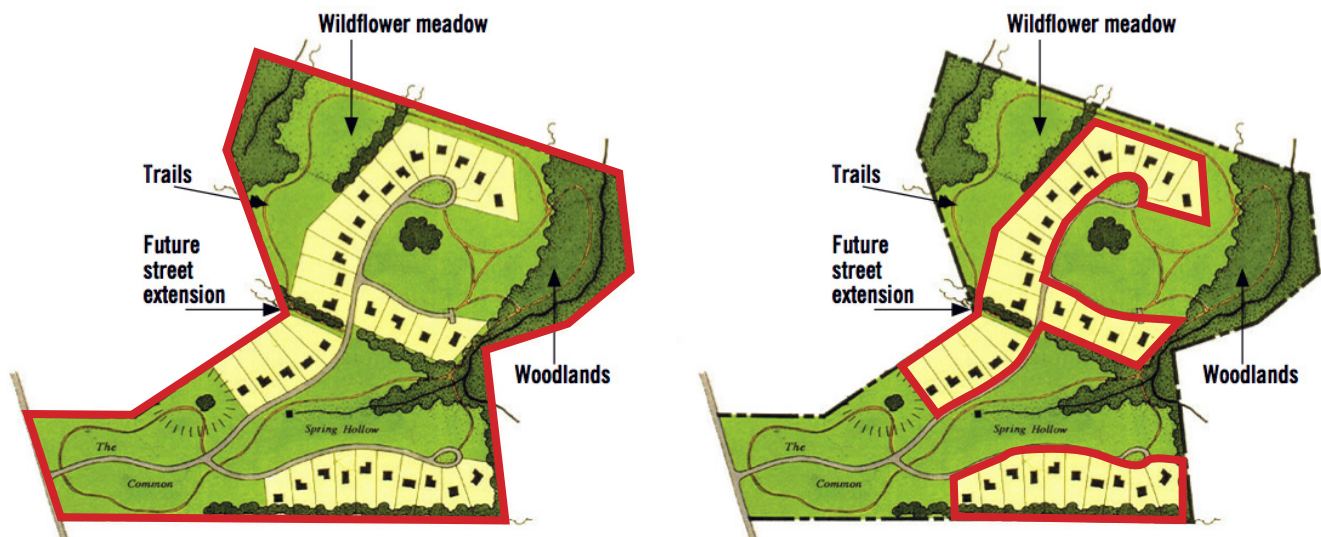 Wildflower meadow
Trails
Future
street
extension
Woodlands
The
Common
Spring Hollow
Wildflower meadow
Trails
Future
street
extension
Woodlands
The
Common
Spring Hollow